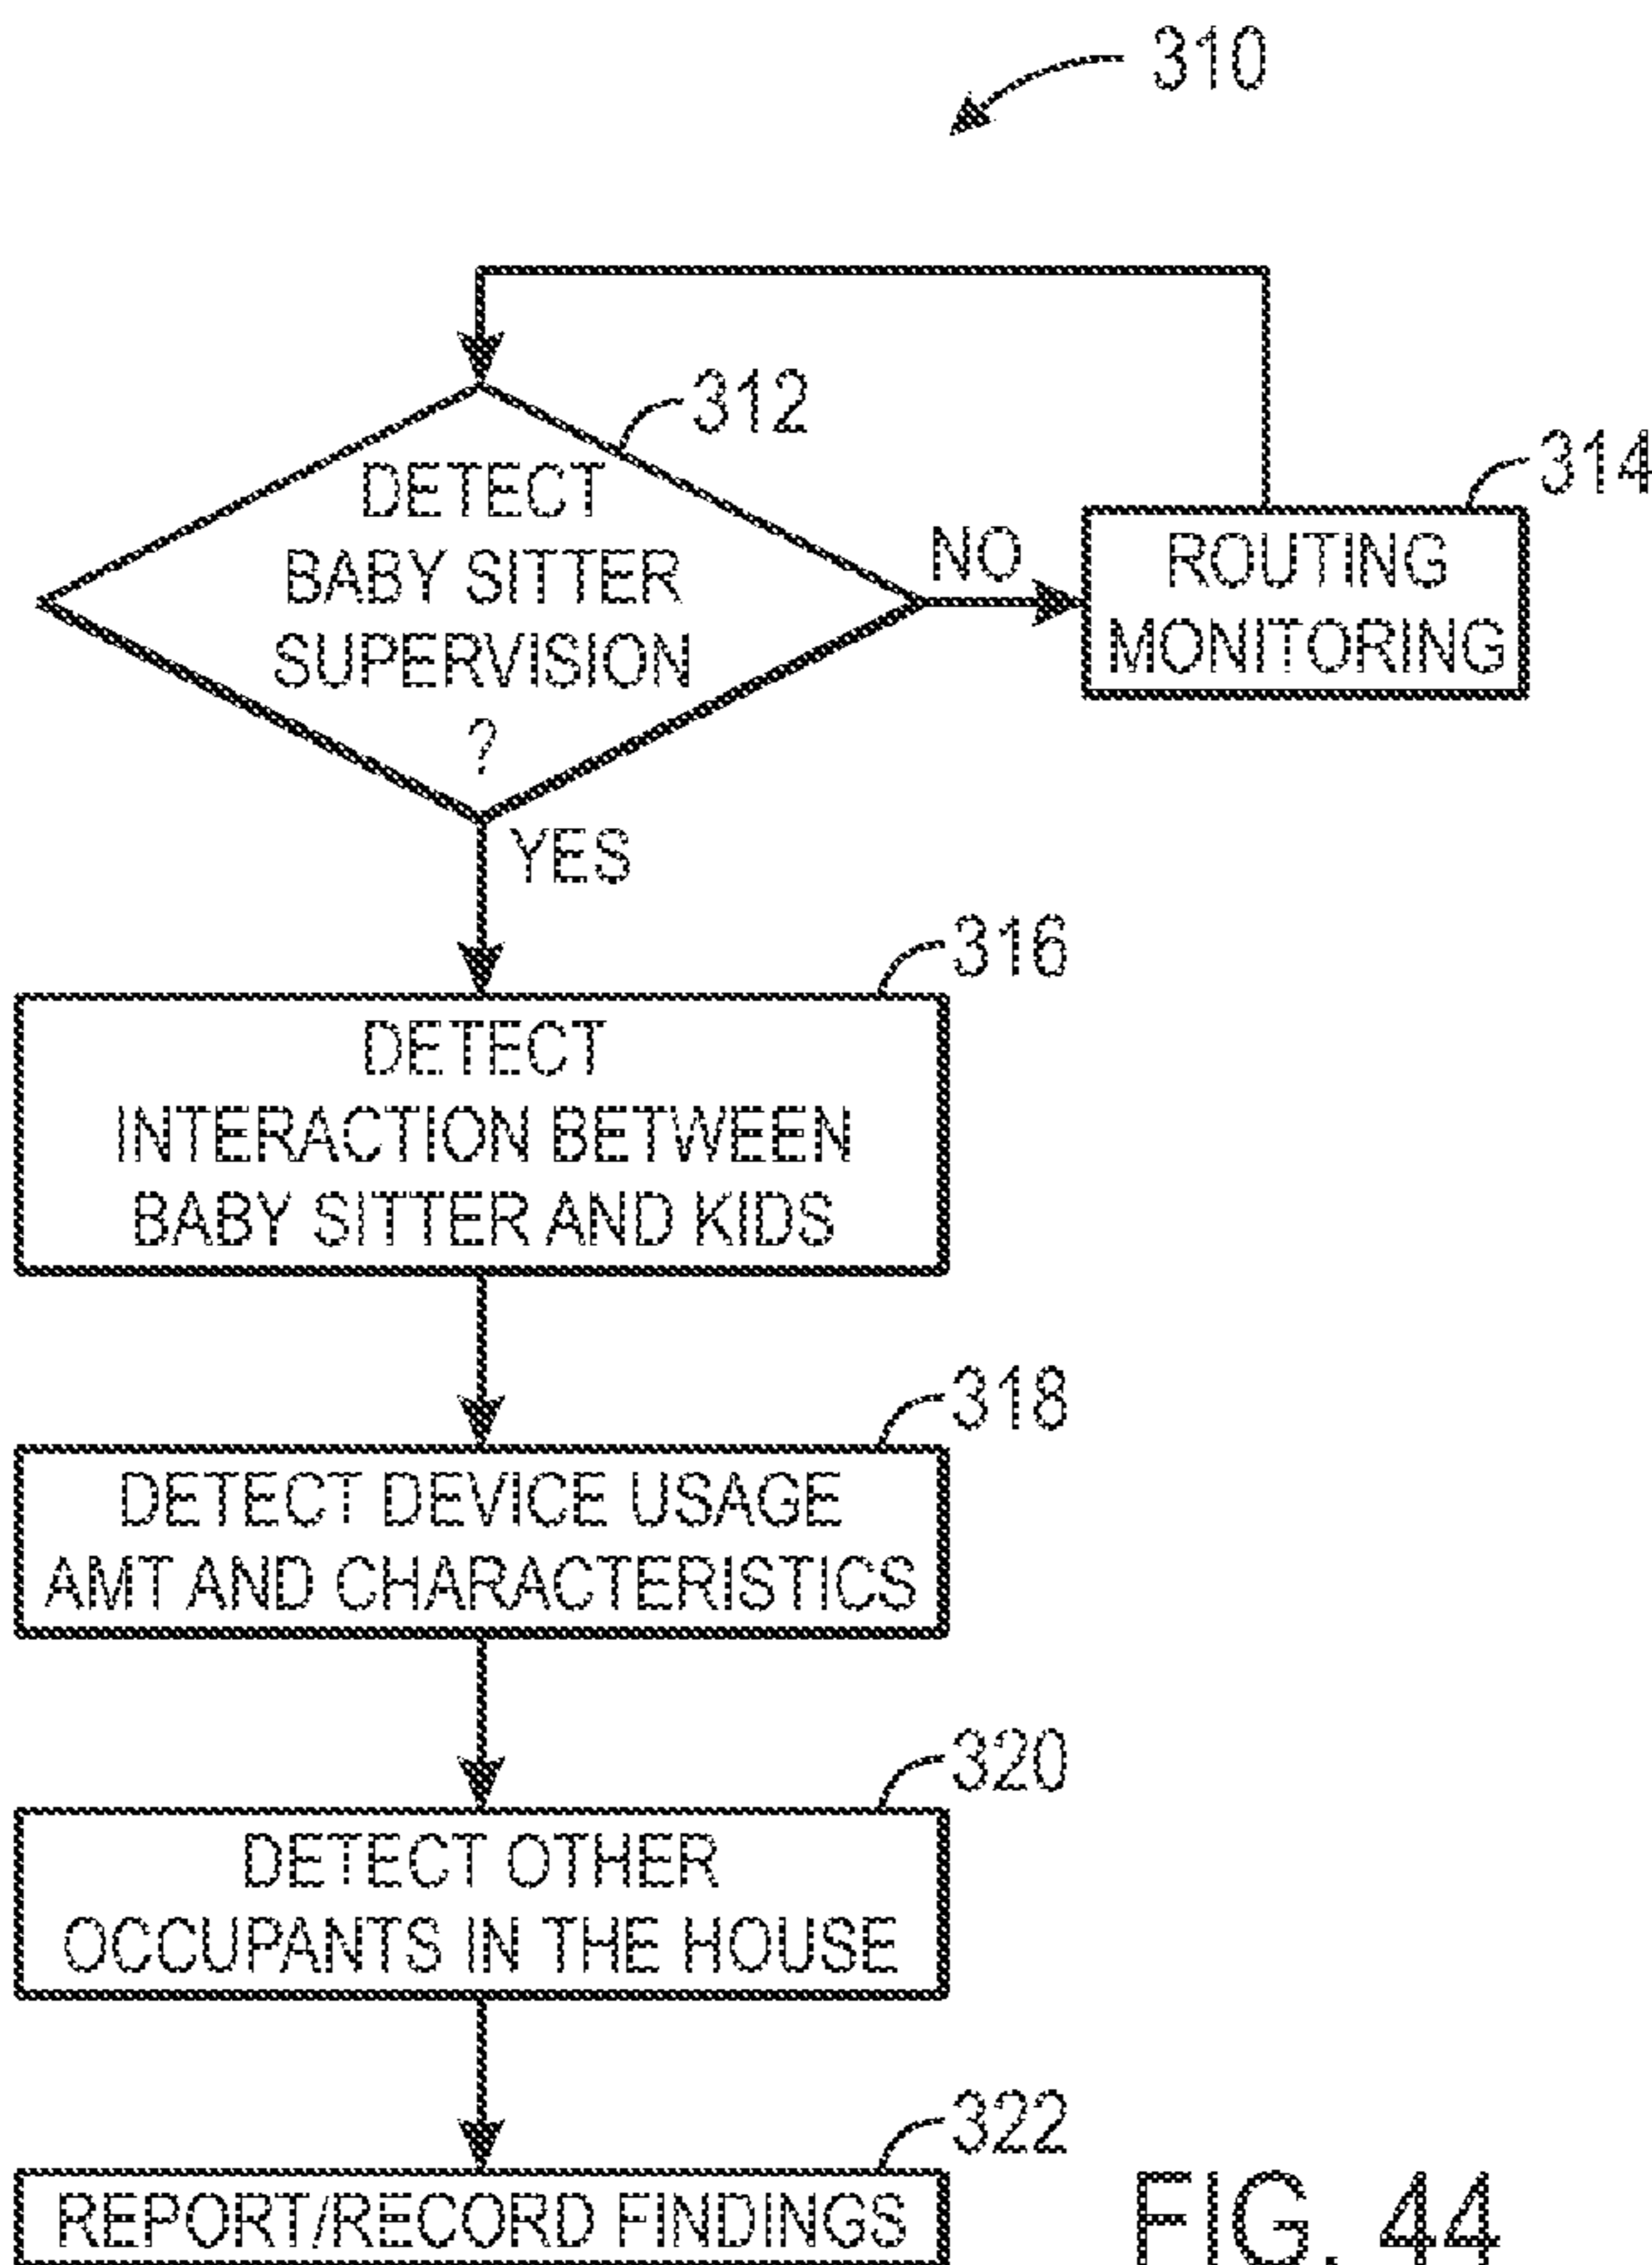 310
312
DETECT
BABY SITTER
SUPERVISION
?
NO
314
ROUTING
MONITORING
YES
316
DETECT
INTERACTION BETWEEN
BABY SITTER AND KIDS
318
DETECT DEVICE USAGE
AMT AND CHARACTERISTICS
320
DETECT OTHER
OCCUPANTS IN THE HOUSE
322
REPORT/RECORD FINDINGS
FIG. 44